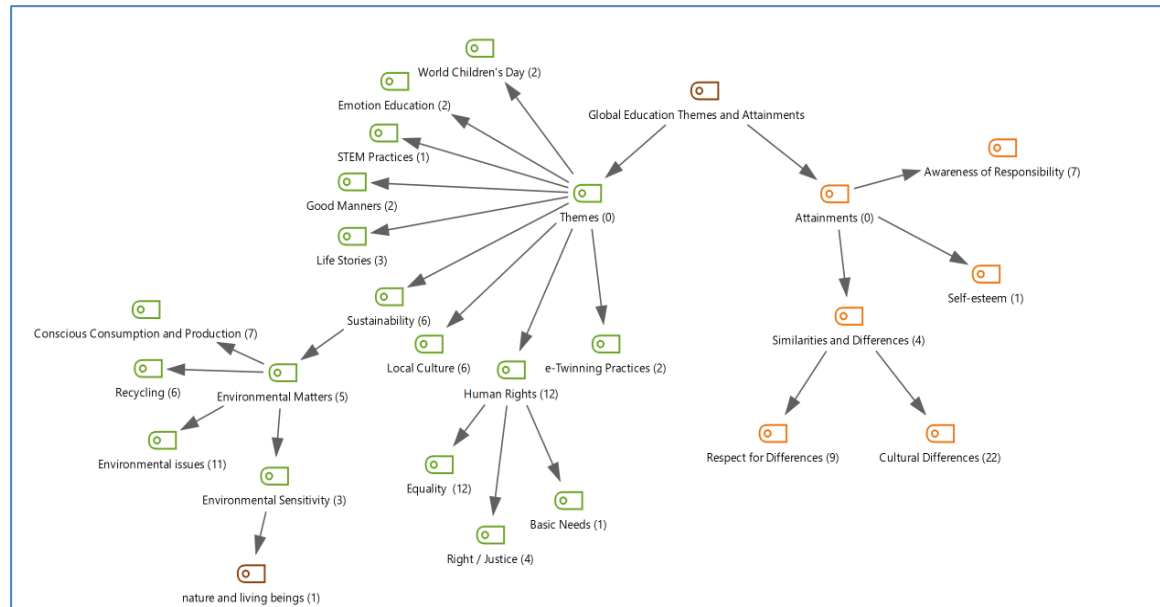 World Children's Day (2)
Emotion Education (2)
Global Education Themes and Attainments
STEM Practices (1)
Awareness of Responsibility (7)
Good Manners (2)
Themes (0)
Attainments (0)
Life Stories (3)
Self-esteem (1)
Sustainability (6)
Conscious Consumption and Production (7)
Similarities and Differences (4)
Local Culture (6)
e-Twinning Practices (2)
Recycling (6)
Environmental Matters (5)
Human Rights (12)
Environmental issues (11)
Respect for Differences (9)
Cultural Differences (22)
Equality (12)
Environmental Sensitivity (3)
Basic Needs (1)
Right / Justice (4)
nature and living beings (1)